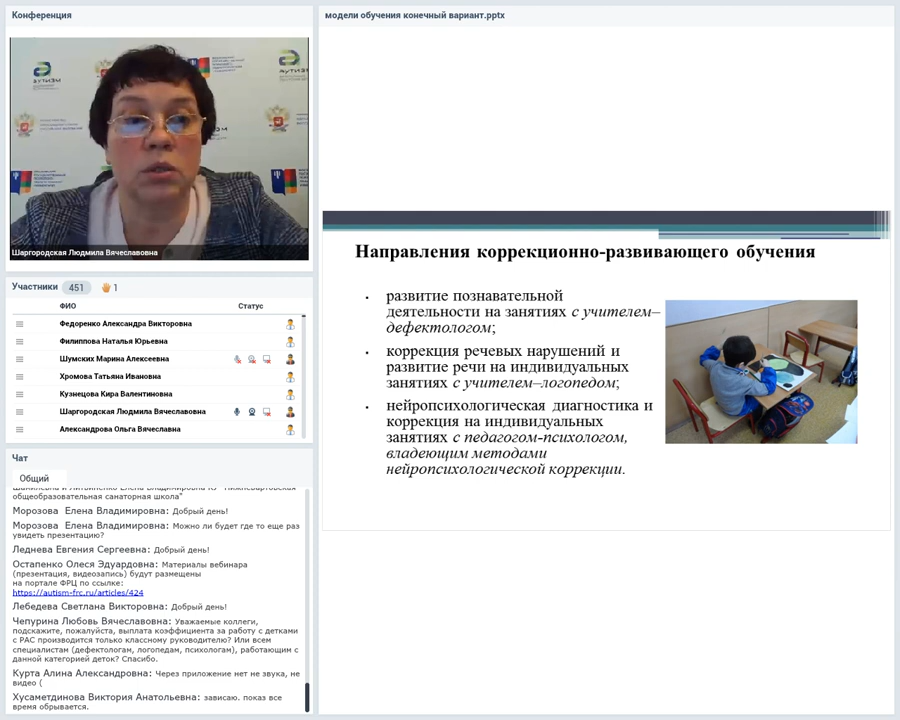 Конференция
аутизм
аутизм
Шаргородская Людмила Вячеславовна
Участники 451 1
ФИО Статус
Федоренко Александра Викторовна
Филиппова Наталья Юрьевна
Шумских Марина Алексеевна
Хромова Татьяна Ивановна
Кузнецова Кира Валентиновна
Шаргородская Людмила Вячеславовна
Александрова Ольга Вячеславна
Чат
Общий
общеобразовательная санаторная школа"
Морозова Елена Владимировна: Добрый день!
Морозова Елена Владимировна: Можно ли будет где то еще раз
увидеть презентацию?
Леднева Евгения Сергеевна: Добрый день!
Остапенко Олеся Эдуардовна: Материалы вебинара
(презентация, видеозапись) будут размещены
на портале ФРЦ по ссылке:
https://autism-frc.ru/articles/424
Лебедева Светлана Викторовна: Добрый день!
Чепурина Любовь Вячеславовна: Уважаемые коллеги,
подскажите, пожалуйста, выплата коэффициента за работу с детками
с РАС производится только классному руководителю? Или всем
специалистам (дефектологам, логопедам, психологам), работающим с
данной категорией деток? Спасибо.
Курта Алина Александровна: Через приложение нет не звука, не
видео (
Хусаметдинова Виктория Анатольевна: зависаю. показ все
время обрывается.
модели обучения конечный вариант.pptx
Направления коррекционно-развивающего обучения
• развитие познавательной
деятельности на занятиях с учителем–
дефектологом;
• коррекция речевых нарушений и
развитие речи на индивидуальных
занятиях с учителем–логопедом;
• нейропсихологическая диагностика и
коррекция на индивидуальных
занятиях с педагогом-психологом,
владеющим методами
нейропсихологической коррекции.